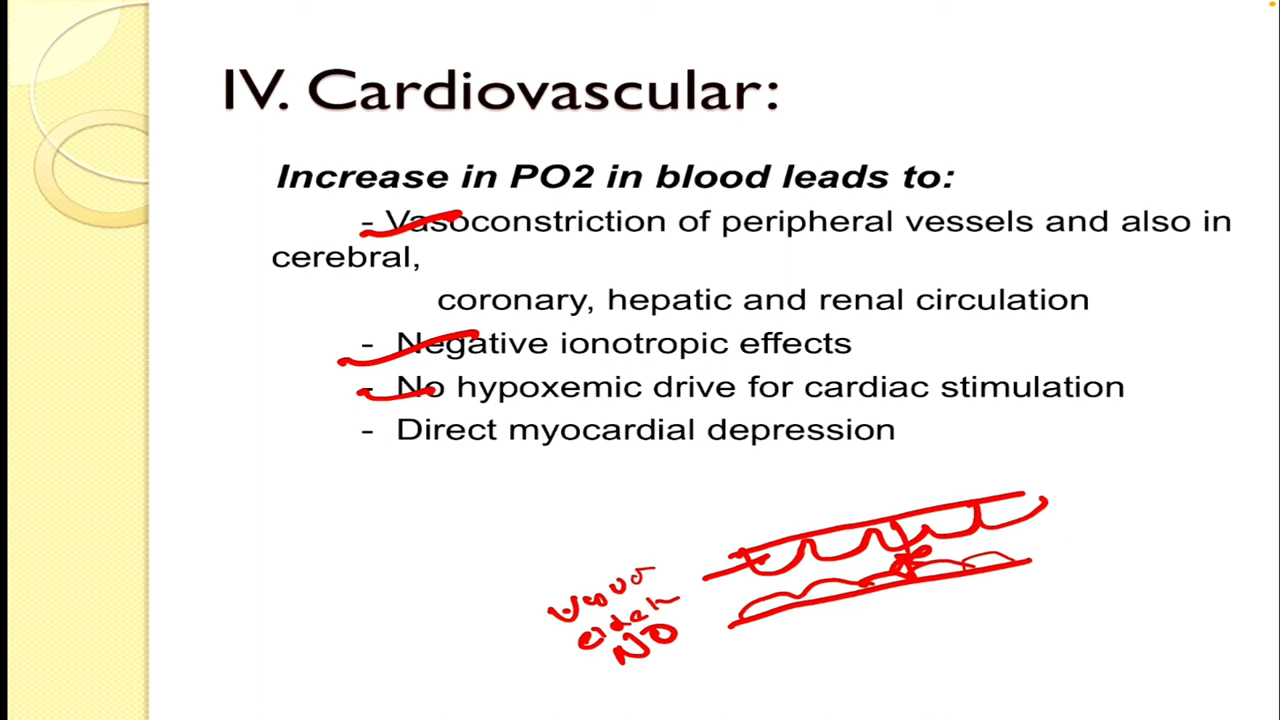 IV. Cardiovascular:
Increase in PO2 in blood leads to:
- Vasoconstriction of peripheral vessels and also in
cerebral,
coronary, hepatic and renal circulation
- Negative ionotropic effects
- No hypoxemic drive for cardiac stimulation
- Direct myocardial depression
NO